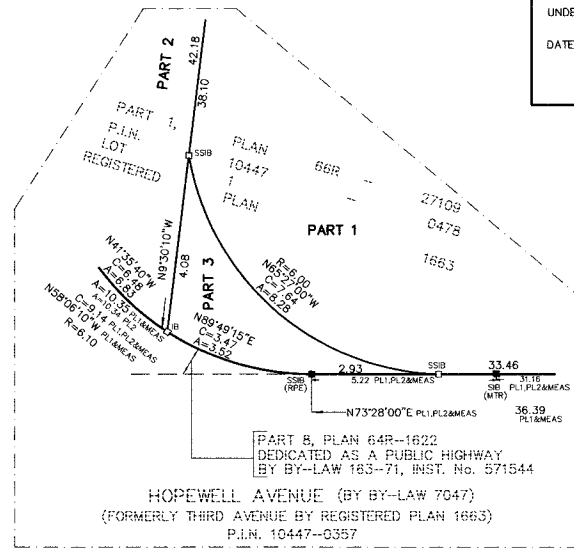 UNDE
DATE
PART 2
42.18
38.10
PART 1, PLAN 66R - 27109
P.I.N. 10447 - 0478
LOT 1
REGISTERED PLAN 1663
SSIB
PART 1
N9°30'10"W
4.08
PART 3
R=6.00
N65°27'00"W
C=7.64
A=8.28
N41°35'40"W
C=6.48
A=6.83
A=10.35 PL1&MEAS
A=10.34 PL2
N58°06'10"W PL1&MEAS
C=9.14 PL1,PL2&MEAS
R=6.10
IB
N89°49'15"E
C=3.47
A=3.52
2.93
SSIB
33.46
SSIB
(RPE)
5.22 PL1,PL2&MEAS
SIB
(MTR)
31.16
PL1,PL2&MEAS
N73°28'00"E PL1,PL2&MEAS
36.39
PL1&MEAS
PART 8, PLAN 64R-1622
DEDICATED AS A PUBLIC HIGHWAY
BY BY-LAW 163-71, INST. No. 571544
HOPEWELL AVENUE (BY BY-LAW 7047)
(FORMERLY THIRD AVENUE BY REGISTERED PLAN 1663)
P.I.N. 10447-0357